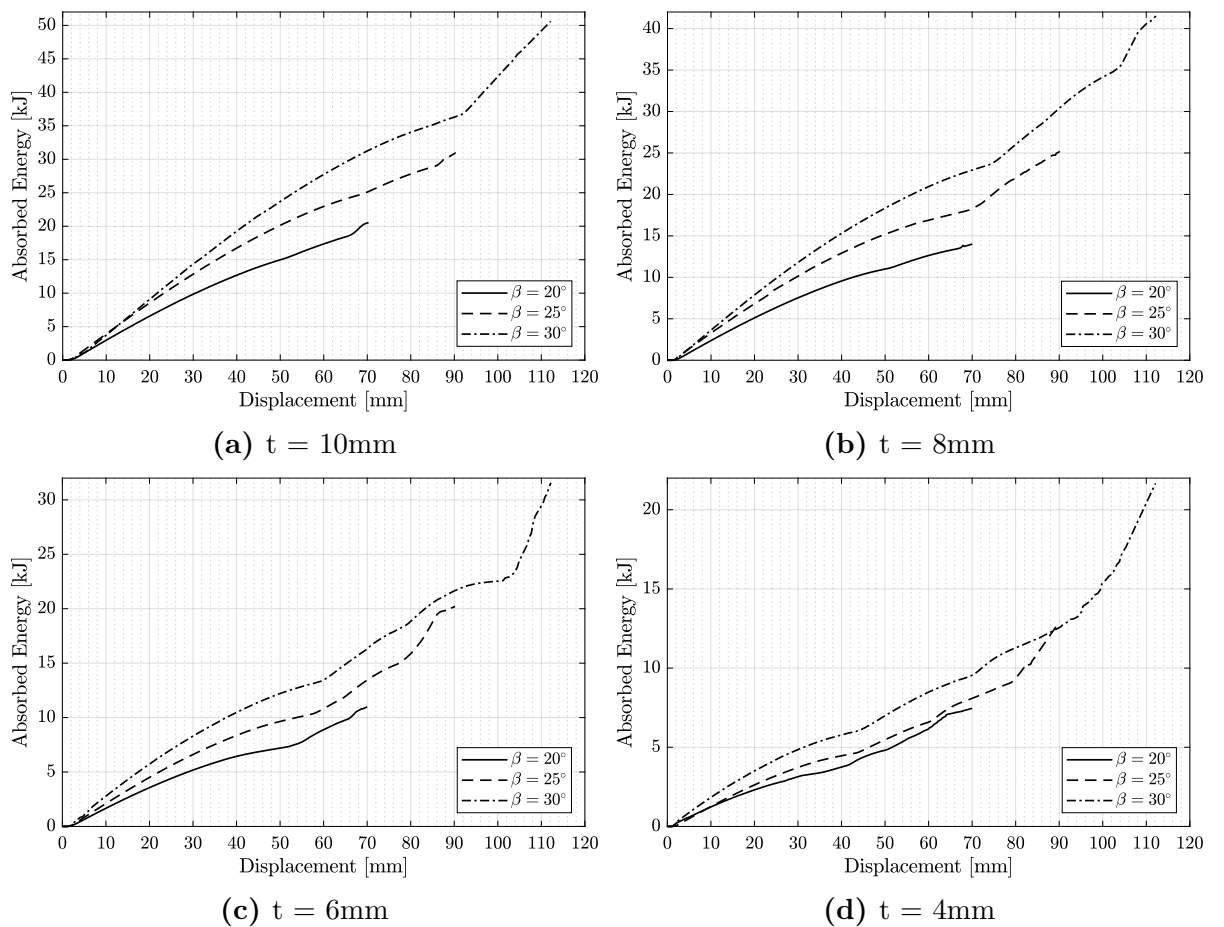 50
45
40
35
30
25
20
15
10
5
0
Absorbed Energy [kJ]
β = 20°
β = 25°
β = 30°
0 10 20 30 40 50 60 70 80 90 100 110 120
Displacement [mm]
(a) t = 10mm
40
35
30
25
20
15
10
5
0
Absorbed Energy [kJ]
β = 20°
β = 25°
β = 30°
0 10 20 30 40 50 60 70 80 90 100 110 120
Displacement [mm]
(b) t = 8mm
30
25
20
15
10
5
0
Absorbed Energy [kJ]
β = 20°
β = 25°
β = 30°
0 10 20 30 40 50 60 70 80 90 100 110 120
Displacement [mm]
(c) t = 6mm
20
15
10
5
0
Absorbed Energy [kJ]
β = 20°
β = 25°
β = 30°
0 10 20 30 40 50 60 70 80 90 100 110 120
Displacement [mm]
(d) t = 4mm